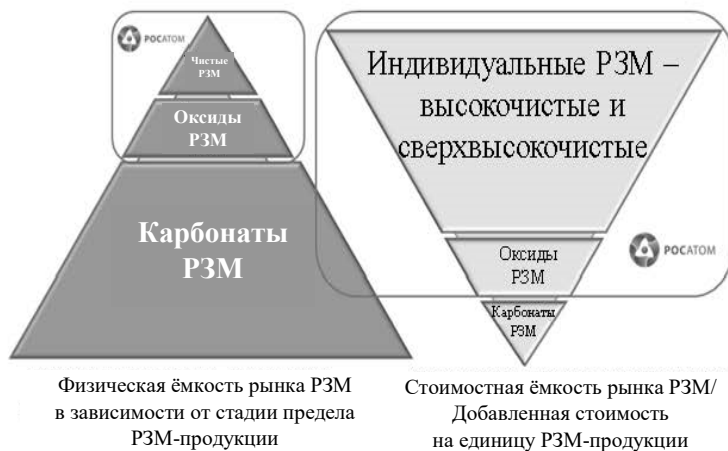 РОСАТОМ
Чистые
РЗМ
Оксиды
РЗМ
Карбонаты
РЗМ
Физическая ёмкость рынка РЗМ
в зависимости от стадии предела
РЗМ-продукции
Индивидуальные РЗМ –
высокочистые и
сверхвысокочистые
Оксиды
РЗМ
РОСАТОМ
Карбонаты
РЗМ
Стоимостная ёмкость рынка РЗМ/
Добавленная стоимость
на единицу РЗМ-продукции